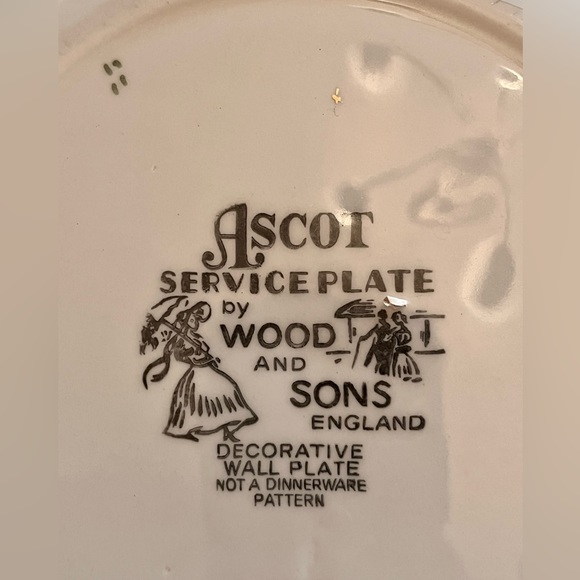 ASCOT
SERVICE PLATE
by
WOOD
AND
SONS
ENGLAND
DECORATIVE
WALL PLATE
NOT A DINNERWARE
PATTERN